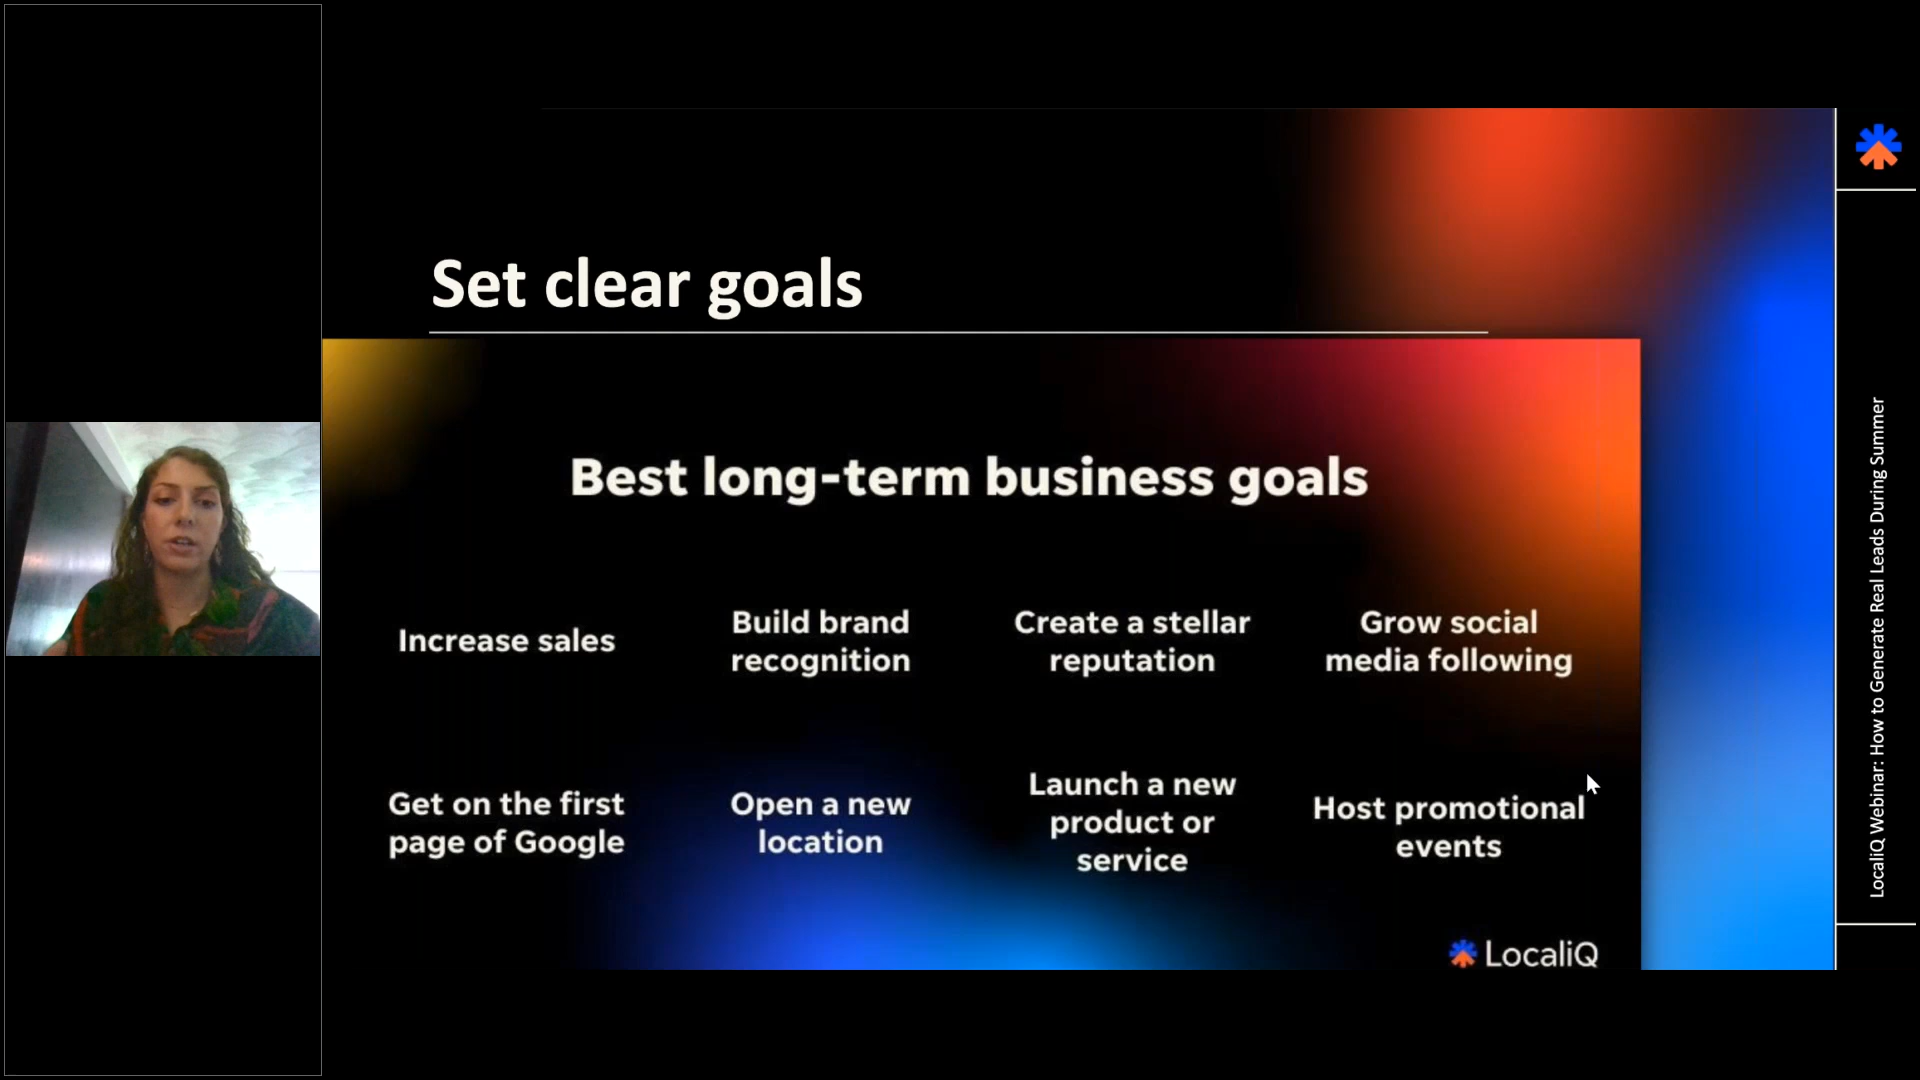 Set clear goals
Best long-term business goals
Increase sales
Build brand
recognition
Create a stellar
reputation
Grow social
media following
Get on the first
page of Google
Open a new
location
Launch a new
product or
service
Host promotional
events
LocaliQ
LocaliQ Webinar: How to Generate Real Leads During Summer